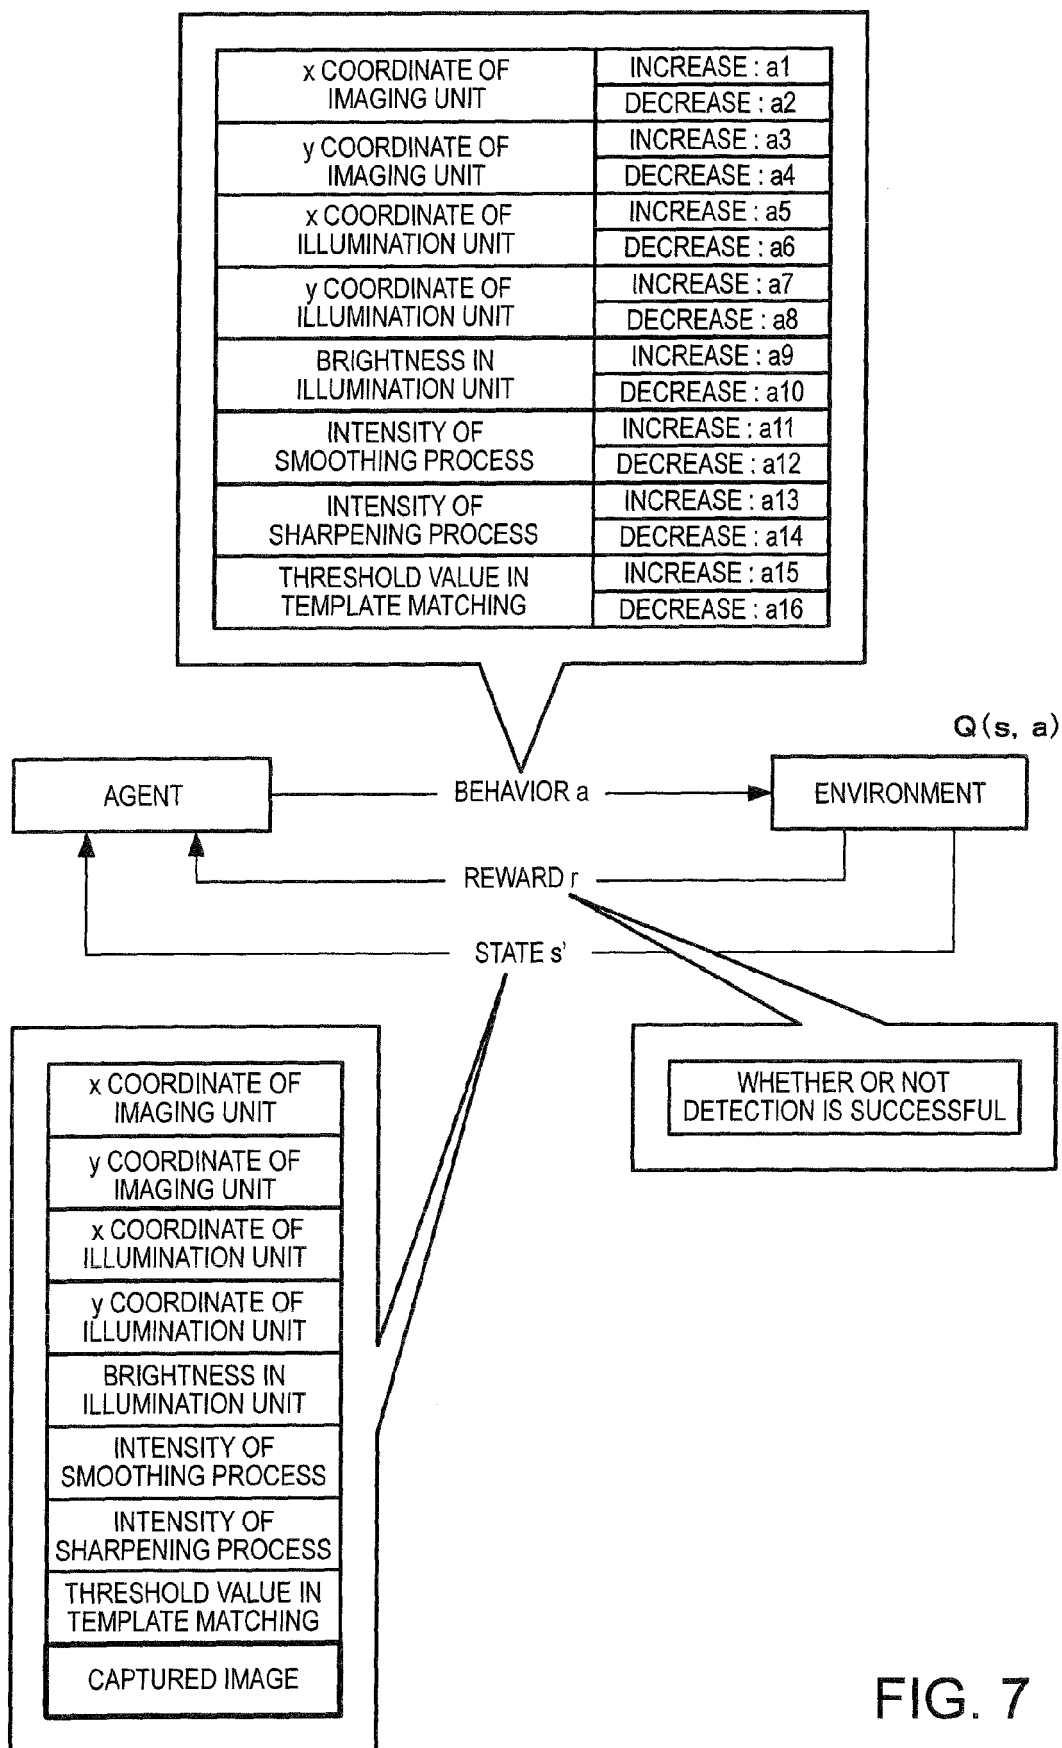 x COORDINATE OF
IMAGING UNIT
INCREASE : a1
DECREASE : a2
y COORDINATE OF
IMAGING UNIT
INCREASE : a3
DECREASE : a4
x COORDINATE OF
ILLUMINATION UNIT
INCREASE : a5
DECREASE : a6
y COORDINATE OF
ILLUMINATION UNIT
INCREASE : a7
DECREASE : a8
BRIGHTNESS IN
ILLUMINATION UNIT
INCREASE : a9
DECREASE : a10
INTENSITY OF
SMOOTHING PROCESS
INCREASE : a11
DECREASE : a12
INTENSITY OF
SHARPENING PROCESS
INCREASE : a13
DECREASE : a14
THRESHOLD VALUE IN
TEMPLATE MATCHING
INCREASE : a15
DECREASE : a16
Q(s, a)
AGENT
BEHAVIOR a
ENVIRONMENT
REWARD r
STATE s'
WHETHER OR NOT
DETECTION IS SUCCESSFUL
x COORDINATE OF
IMAGING UNIT
y COORDINATE OF
IMAGING UNIT
x COORDINATE OF
ILLUMINATION UNIT
y COORDINATE OF
ILLUMINATION UNIT
BRIGHTNESS IN
ILLUMINATION UNIT
INTENSITY OF
SMOOTHING PROCESS
INTENSITY OF
SHARPENING PROCESS
THRESHOLD VALUE IN
TEMPLATE MATCHING
CAPTURED IMAGE
FIG. 7